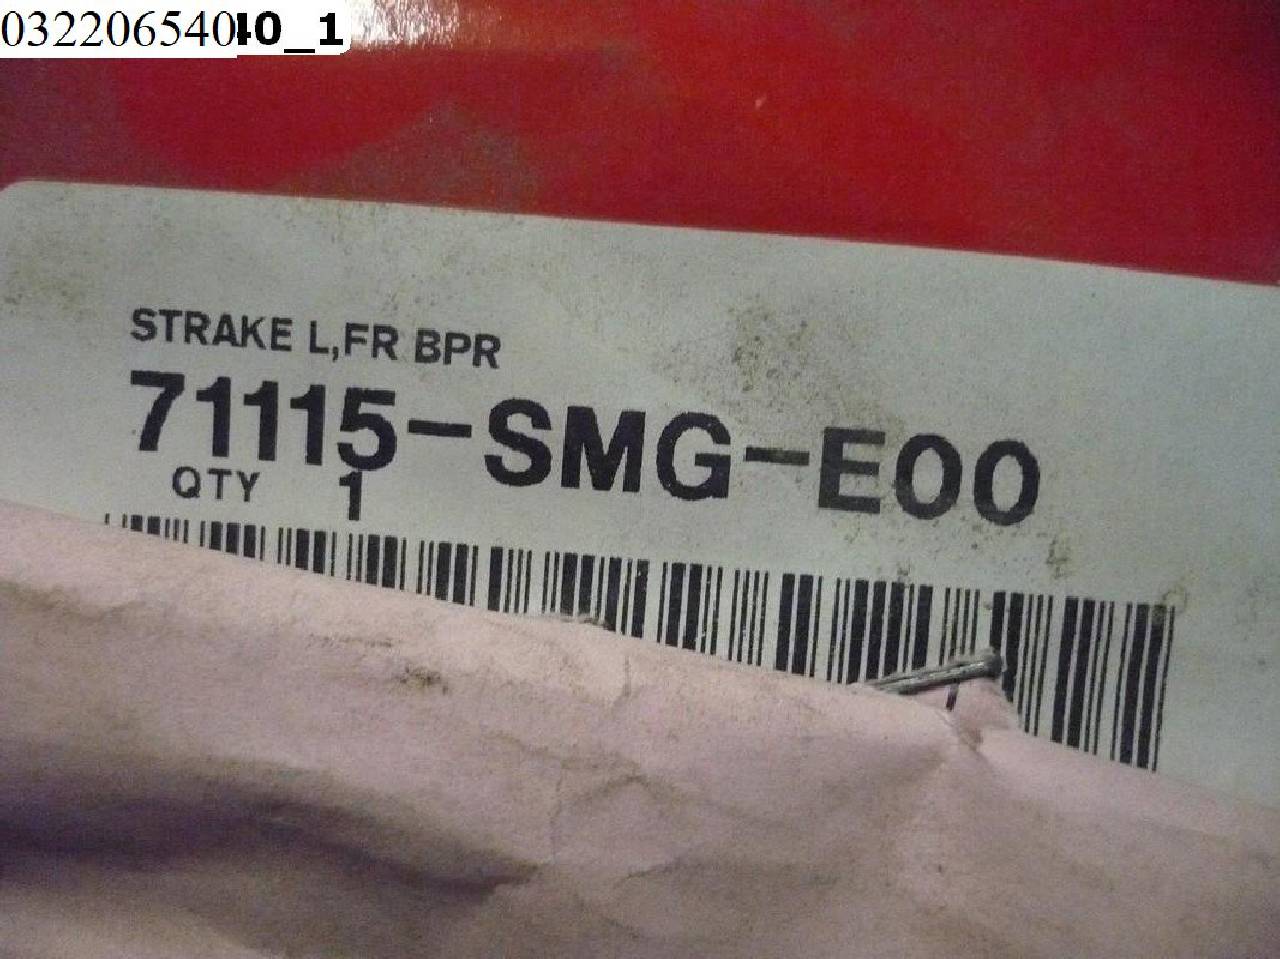 03220654040_1
STRAKE L,FR BPR
71115-SMG-E00
QTY 1